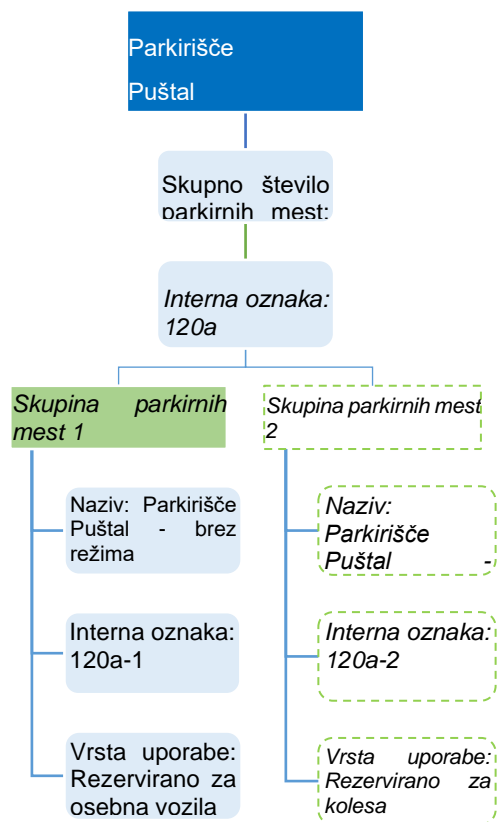 Parkirišče
Puštal
Skupno število
parkirnih mest:
Interna oznaka:
120a
Skupina parkirnih
mest 1
Skupina parkirnih mest
2
Naziv: Parkirišče
Puštal - brez
režima
Naziv:
Parkirišče
Puštal -
Interna oznaka:
120a-1
Interna oznaka:
120a-2
Vrsta uporabe:
Rezervirano za
osebna vozila
Vrsta uporabe:
Rezervirano za
kolesa